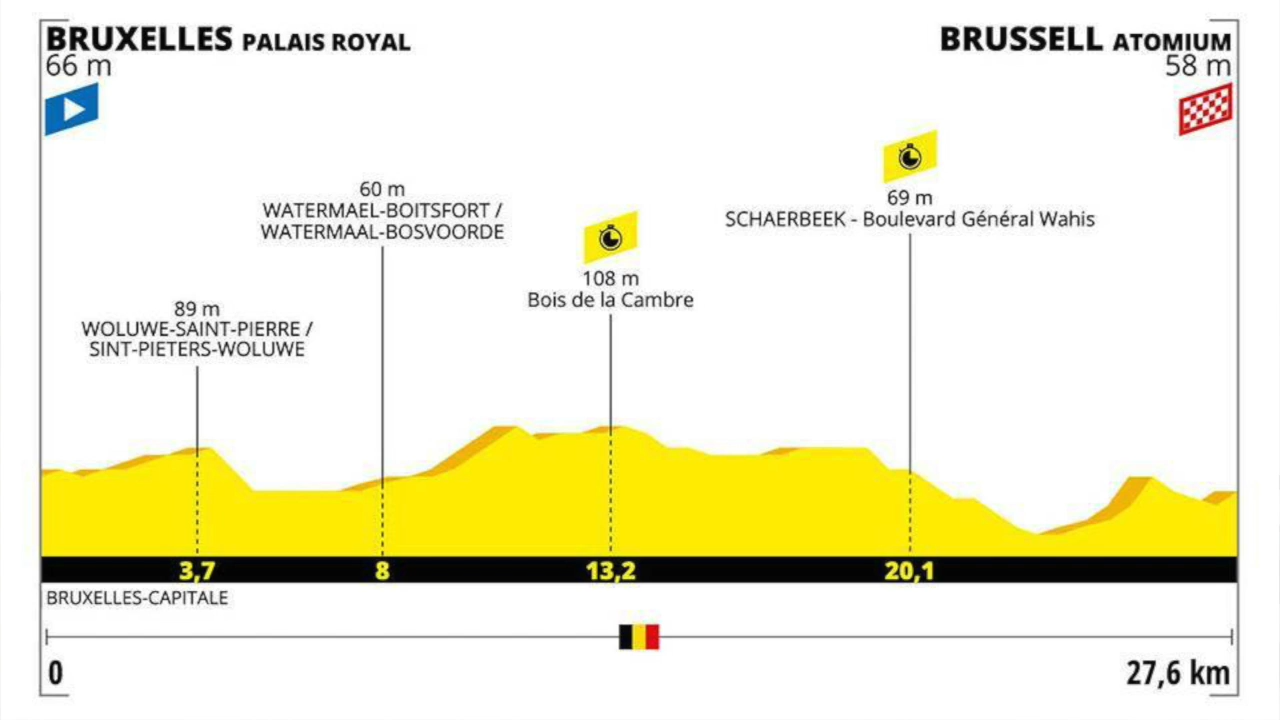 BRUXELLES PALAIS ROYAL
66 m
BRUSSELL ATOMIUM
58 m
89 m
WOLUWE-SAINT-PIERRE /
SINT-PIETERS-WOLUWE
60 m
WATERMAEL-BOITSFORT /
WATERMAAL-BOSVOORDE
108 m
Bois de la Cambre
69 m
SCHAERBEEK - Boulevard Général Wahis
3,7
8
13,2
20,1
BRUXELLES-CAPITALE
0
27,6 km